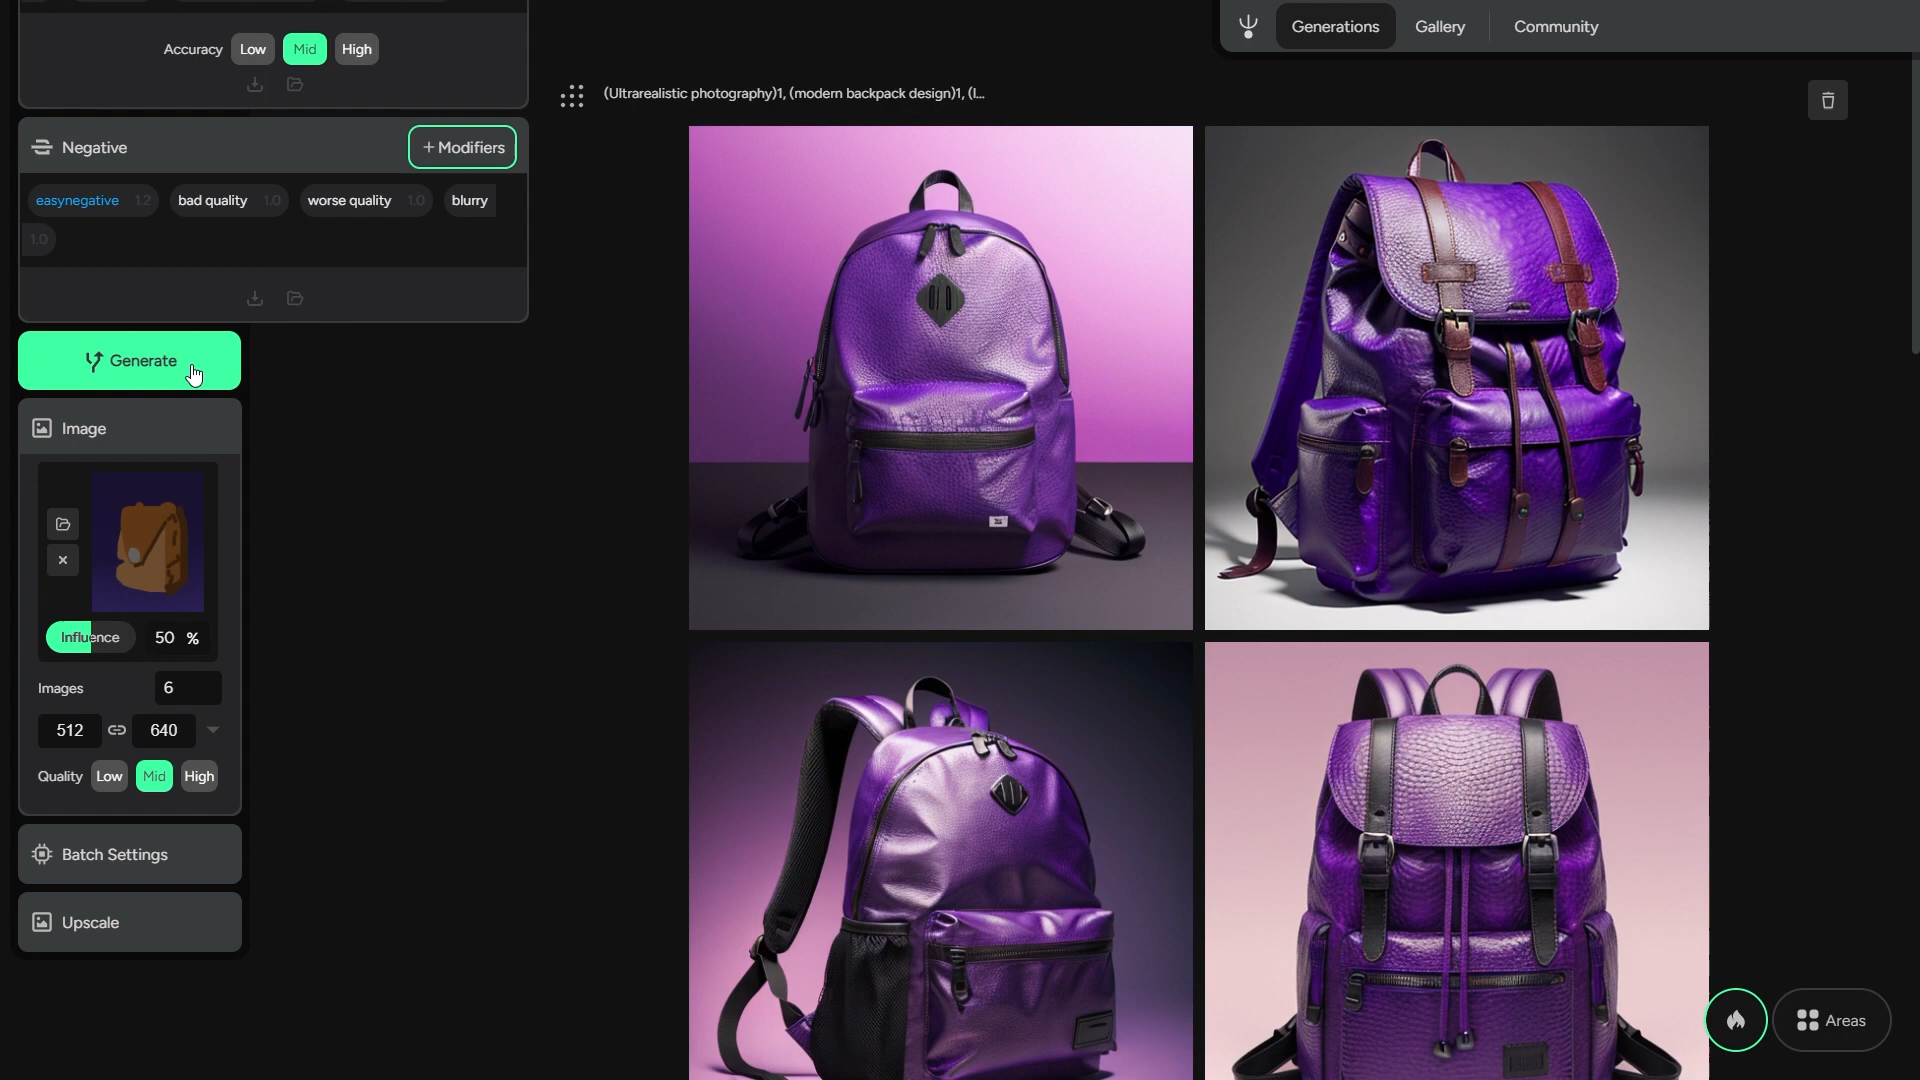 Generations Gallery Community
Accuracy Low Mid High
(Ultrarealistic photography)1, (modern backpack design)1, (l...
Negative + Modifiers
easynegative 1.2 bad quality 1.0 worse quality 1.0 blurry
1.0
Generate
Image
Influence 50 %
Images 6
512 640
Quality Low Mid High
Batch Settings
Upscale
Areas